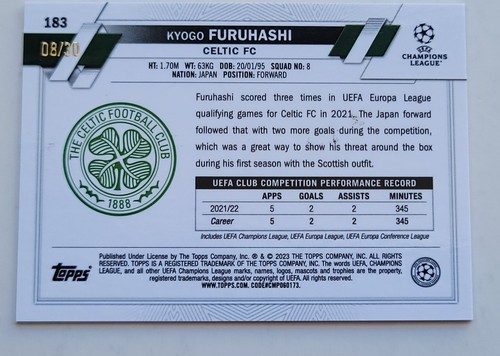 183
08/30
KYOGO FURUHASHI
CELTIC FC
HT: 1.70M WT: 63KG DOB: 20/01/95 SQUAD NO: 8
NATION: JAPAN POSITION: FORWARD
UEFA
CHAMPIONS
LEAGUE
Furuhashi scored three times in UEFA Europa League
qualifying games for Celtic FC in 2021. The Japan forward
followed that with two more goals during the competition,
which was a great way to show his threat around the box
during his first season with the Scottish outfit.
THE CELTIC FOOTBALL CLUB
1888
UEFA CLUB COMPETITION PERFORMANCE RECORD
APPS GOALS ASSISTS MINUTES
2021/22 5 2 2 345
Career 5 2 2 345
Includes UEFA Champions League, UEFA Europa League, UEFA Europa Conference League
Topps
Published Under License by The Topps Company, Inc. ® & © 2023 THE TOPPS COMPANY, INC. ALL
RIGHTS RESERVED. TOPPS IS A REGISTERED TRADEMARK OF THE TOPPS COMPANY, INC. The words UEFA, CHAMPIONS
LEAGUE, and all other UEFA Champions League marks, names, logos, mascots and trophies are the property,
registered trademarks, designs and/or copyright of UEFA. All rights reserved.
WWW.TOPPS.COM. CODE#CMP060173.